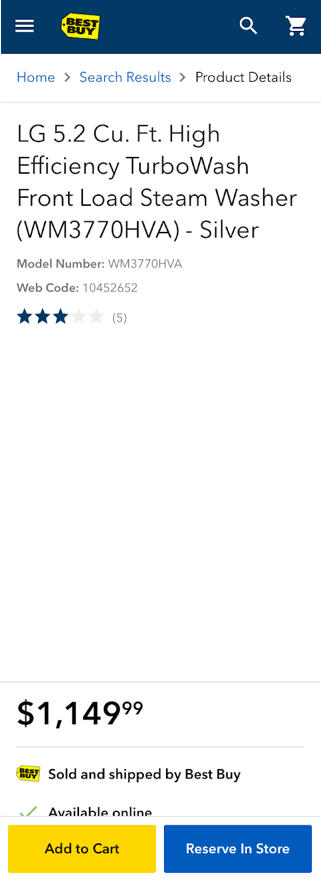 BEST BUY
Home > Search Results > Product Details
LG 5.2 Cu. Ft. High
Efficiency TurboWash
Front Load Steam Washer
(WM3770HVA) - Silver
Model Number: WM3770HVA
Web Code: 10452652
(5)
$1,149.99
BEST BUY Sold and shipped by Best Buy
Available online
Add to Cart
Reserve In Store